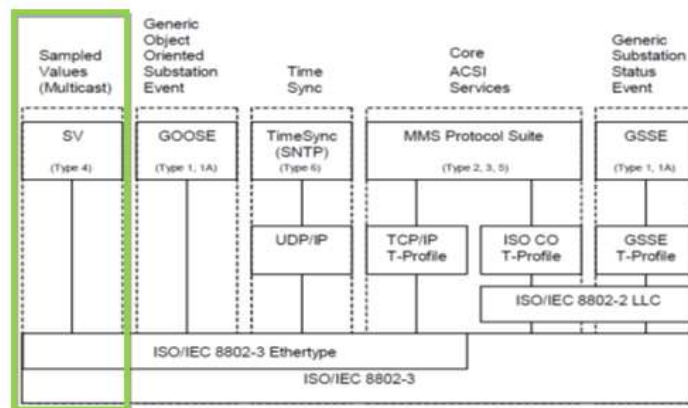 Sampled
Values
(Multicast)
Generic
Object
Oriented
Substation
Event
Time
Sync
Core
ACSI
Services
Generic
Substation
Status
Event
SV
(Type 4)
GOOSE
(Type 1, 1A)
TimeSync
(SNTP)
(Type 6)
MMS Protocol Suite
(Type 2, 3, 5)
GSSE
(Type 1, 1A)
UDP/IP
TCP/IP
T-Profile
ISO CO
T-Profile
GSSE
T-Profile
ISO/IEC 8802-2 LLC
ISO/IEC 8802-3 Ethertype
ISO/IEC 8802-3